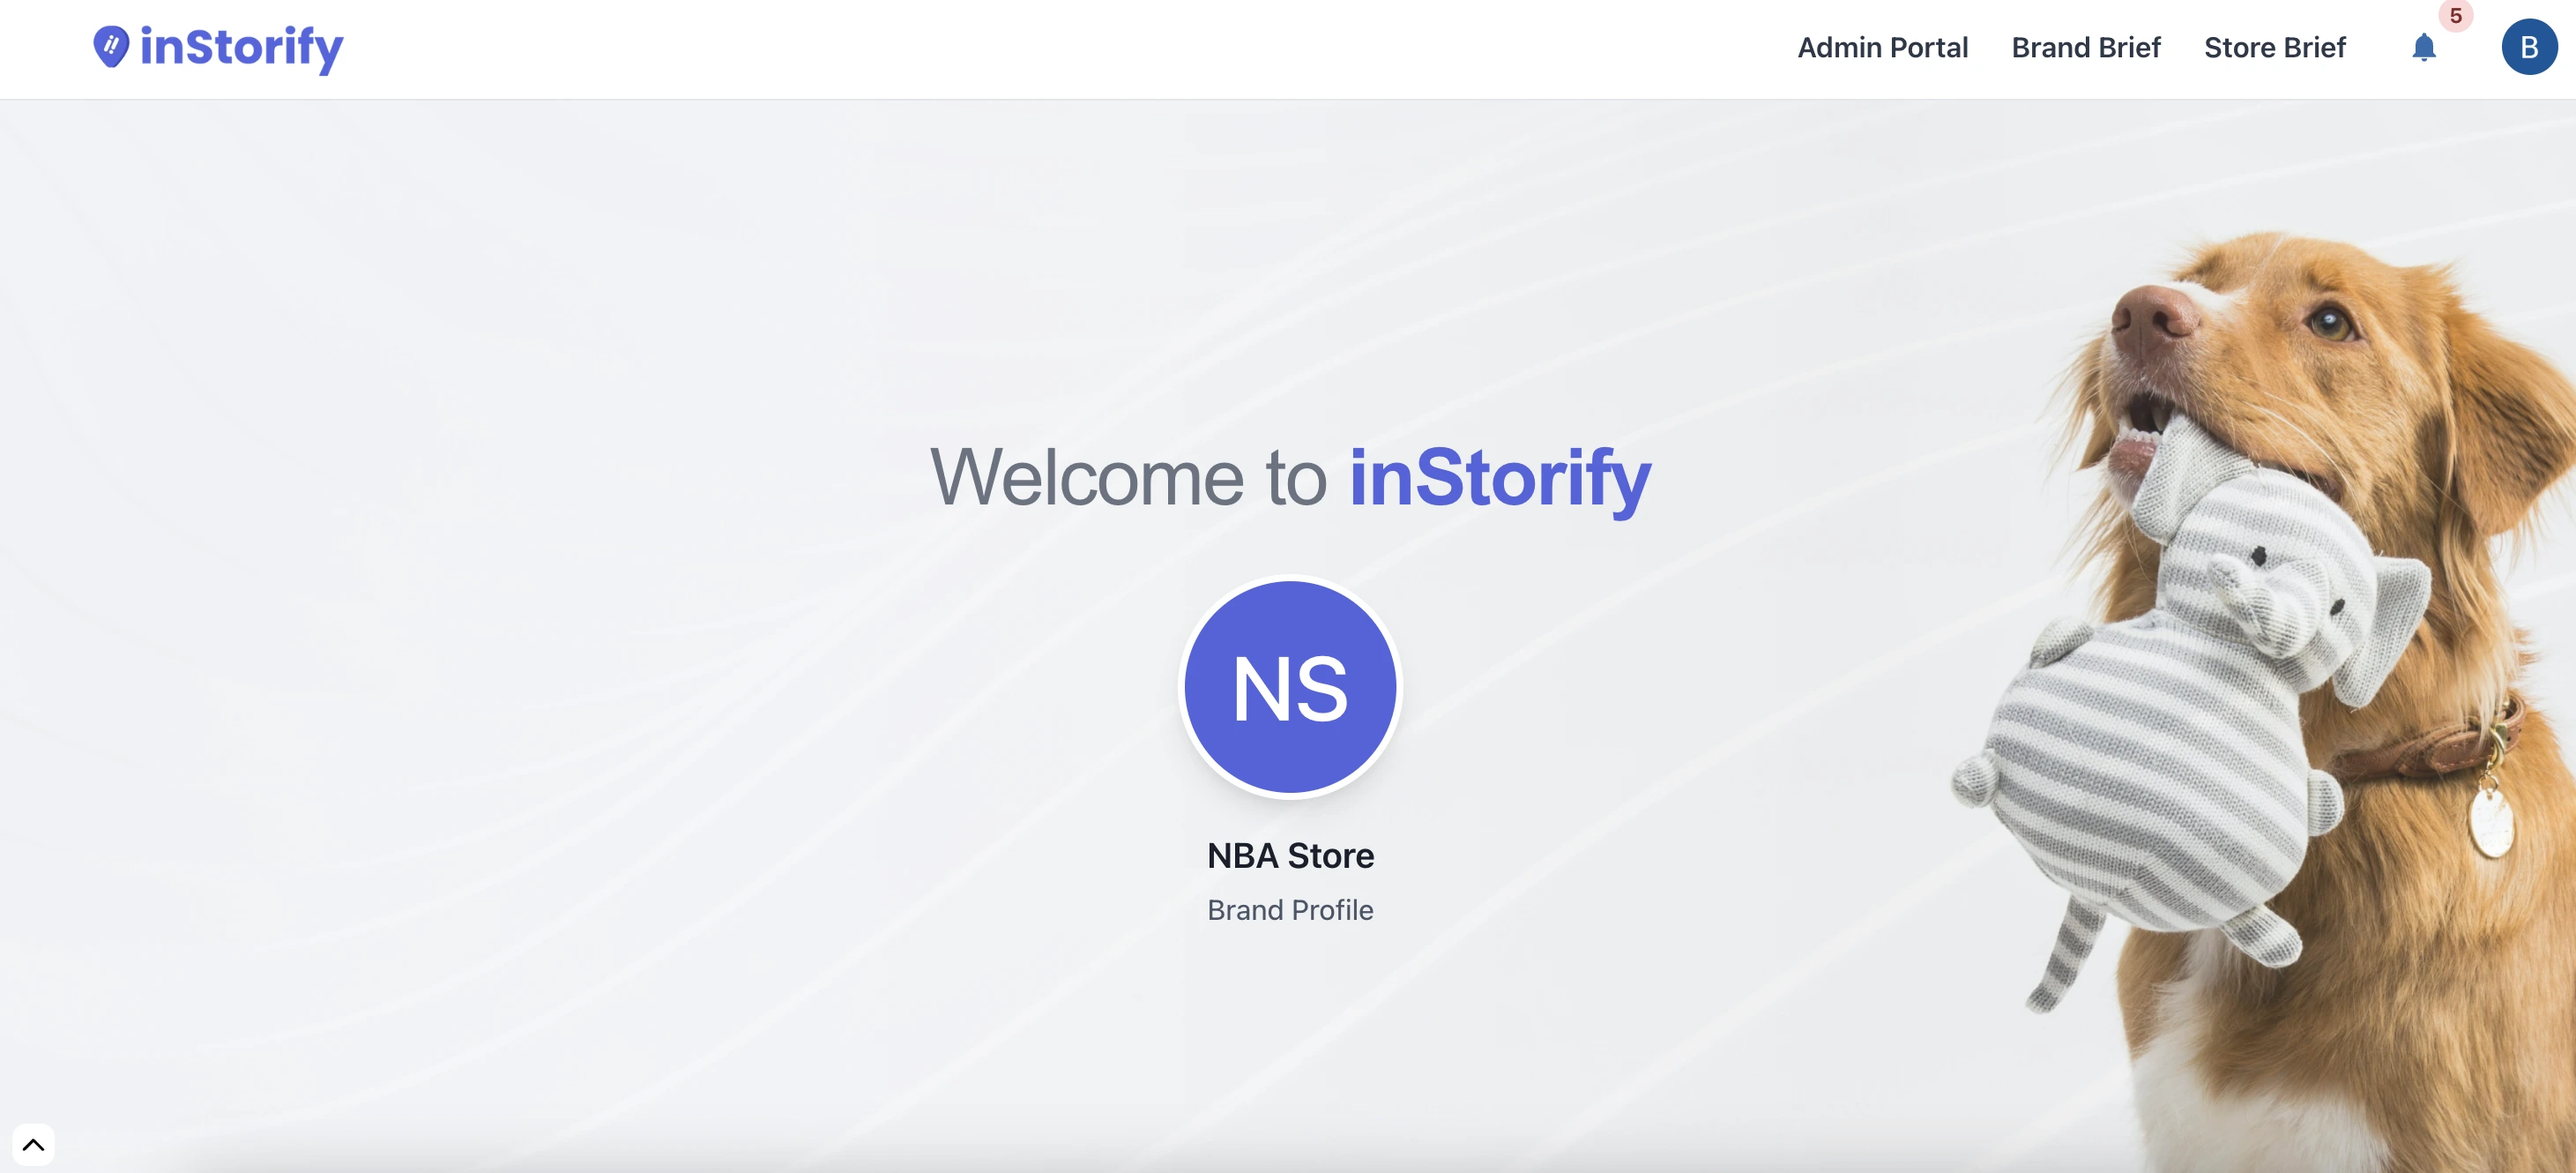 inStorify
Admin Portal Brand Brief Store Brief 5 B
Welcome to inStorify
NS
NBA Store
Brand Profile